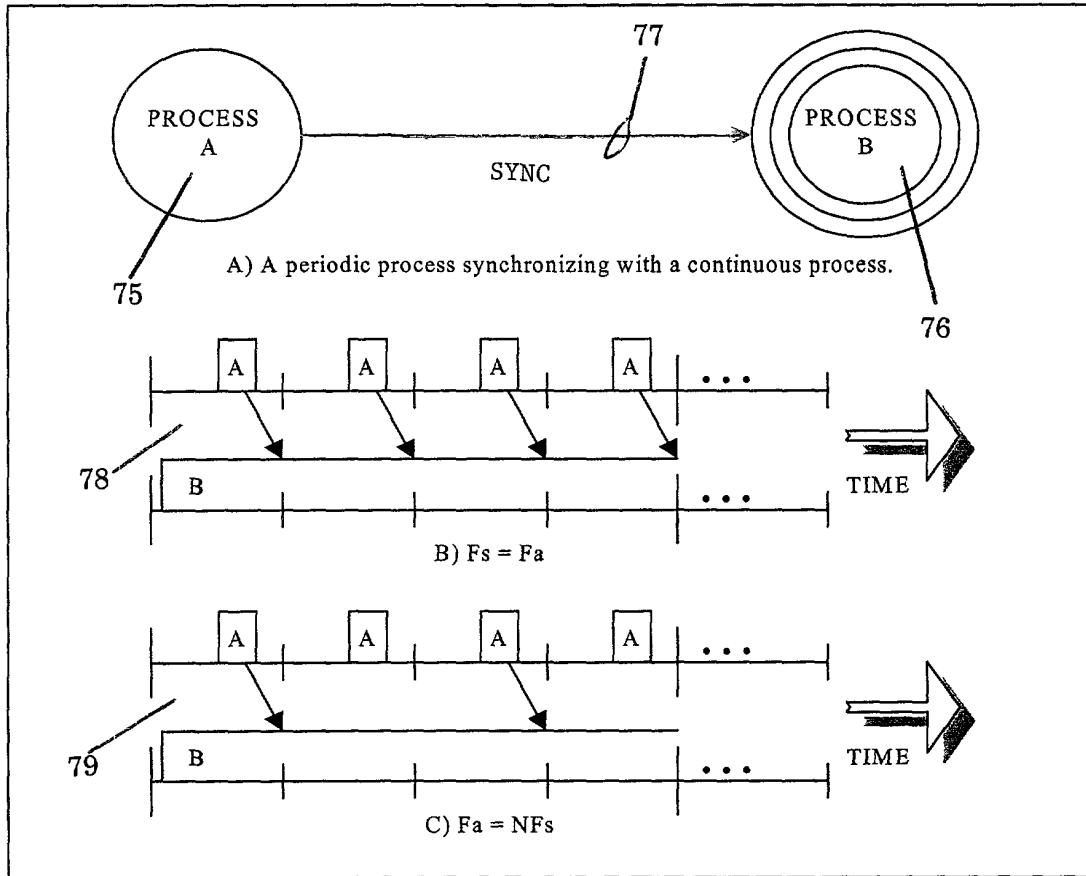 77
PROCESS
A
PROCESS
B
SYNC
A) A periodic process synchronizing with a continuous process.
75
76
A A A A • • •
78
B • • •
TIME
B) Fs = Fa
A A A A • • •
79
B • • •
TIME
C) Fa = NFs